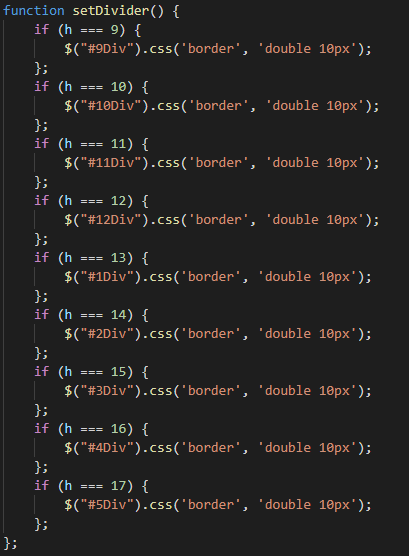 function setDivider() {
    if (h === 9) {
        $("#9Div").css('border', 'double 10px');
    };
    if (h === 10) {
        $("#10Div").css('border', 'double 10px');
    };
    if (h === 11) {
        $("#11Div").css('border', 'double 10px');
    };
    if (h === 12) {
        $("#12Div").css('border', 'double 10px');
    };
    if (h === 13) {
        $("#1Div").css('border', 'double 10px');
    };
    if (h === 14) {
        $("#2Div").css('border', 'double 10px');
    };
    if (h === 15) {
        $("#3Div").css('border', 'double 10px');
    };
    if (h === 16) {
        $("#4Div").css('border', 'double 10px');
    };
    if (h === 17) {
        $("#5Div").css('border', 'double 10px');
    };
};